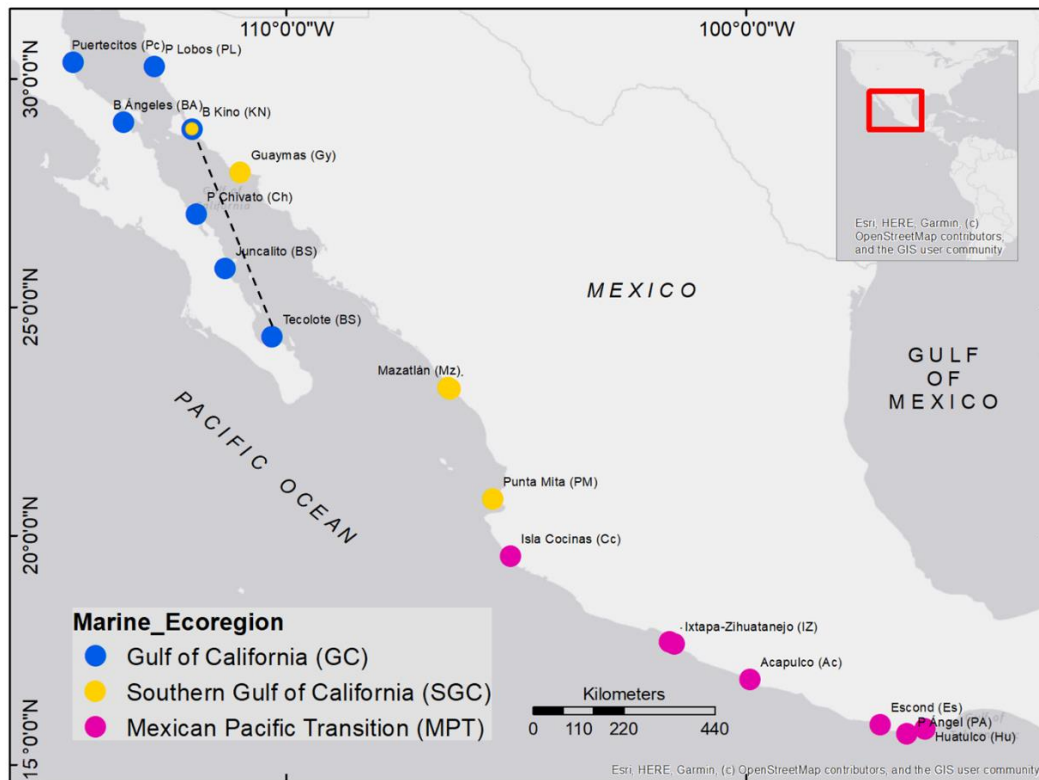 110°0'0"W
100°0'0"W
Puertecitos (Pc)
P Lobos (PL)
30°0'0"N
B Ángeles (BA)
B Kino (KN)
Guaymas (Gy)
P Chivato (Ch)
Juncalito (BS)
25°0'0"N
Tecolote (BS)
MEXICO
Esri, HERE, Garmin, (c)
OpenStreetMap contributors,
and the GIS user community
GULF
OF
MEXICO
Mazatlán (Mz)
PACIFIC OCEAN
Punta Mita (PM)
20°0'0"N
Isla Cocinas (Cc)
Ixtapa-Zihuatanejo (IZ)
Acapulco (Ac)
Escond (Es)
P Ángel (PA)
Huatulco (Hu)
15°0'0"N
Marine_Ecoregion
Gulf of California (GC)
Southern Gulf of California (SGC)
Mexican Pacific Transition (MPT)
Kilometers
0 110 220 440
Esri, HERE, Garmin, (c) OpenStreetMap contributors, and the GIS user community